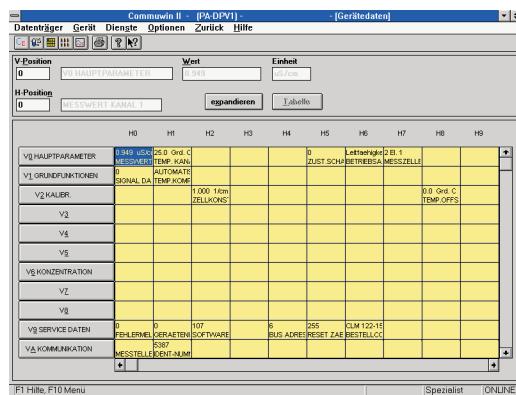 Commuwin II - (PA-DPV1) - - [Gerätedaten]
Datenträger Gerät Dienste Optionen Zurück Hilfe
V-Position Wert Einheit
0 V0 HAUPTPARAMETER 0.949 uS/cm
H-Position
0 MESSWERT KANAL 1 expandieren Tabelle
H0 H1 H2 H3 H4 H5 H6 H7 H8 H9
V0 HAUPTPARAMETER 0.949 uS/c 25.0 Grd. C 0 Leitfaehigke 2 El. 1
MESSWERT TEMP. KAN ZUST.SCHA BETRIEBSA MESSZELLE
V1 GRUNDFUNKTIONEN 0 AUTOMATIS
SIGNAL DA TEMP.KOMP
V2 KALIBR. 1.000 1/cm 0.0 Grd. C
ZELLKONS TEMP.OFFS
V3
V4
V5
V6 KONZENTRATION
V7
V8
V9 SERVICE DATEN 0 0 107 6 255 CLM 122-15
FEHLERMEL GERAETENI SOFTWARE BUS ADRES RESET ZAE BESTELLCO
VA KOMMUNIKATION 5387
MESSTELLE IDENT-NUM
F1 Hilfe, F10 Menü Spezialist ONLINE